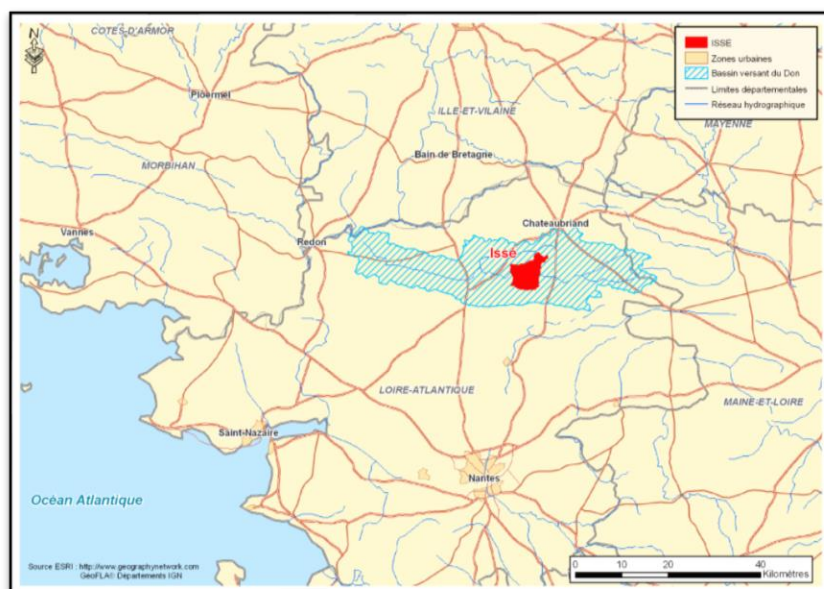 N
COTES-D'ARMOR
ISSE
Zones urbaines
Bassin versant du Don
Limites départementales
Réseau hydrographique
Ploermel
ILLE-ET-VILAINE
MAYENNE
Bain de Bretagne
MORBIHAN
Chateaubriand
Vannes
Redon
Issé
LOIRE-ATLANTIQUE
MAINE-ET-LOIRE
Saint-Nazaire
Nantes
Océan Atlantique
Source ESRI : http://www.geographynetwork.com
GéoFLA® Départements IGN
0 10 20 40
Kilomètres